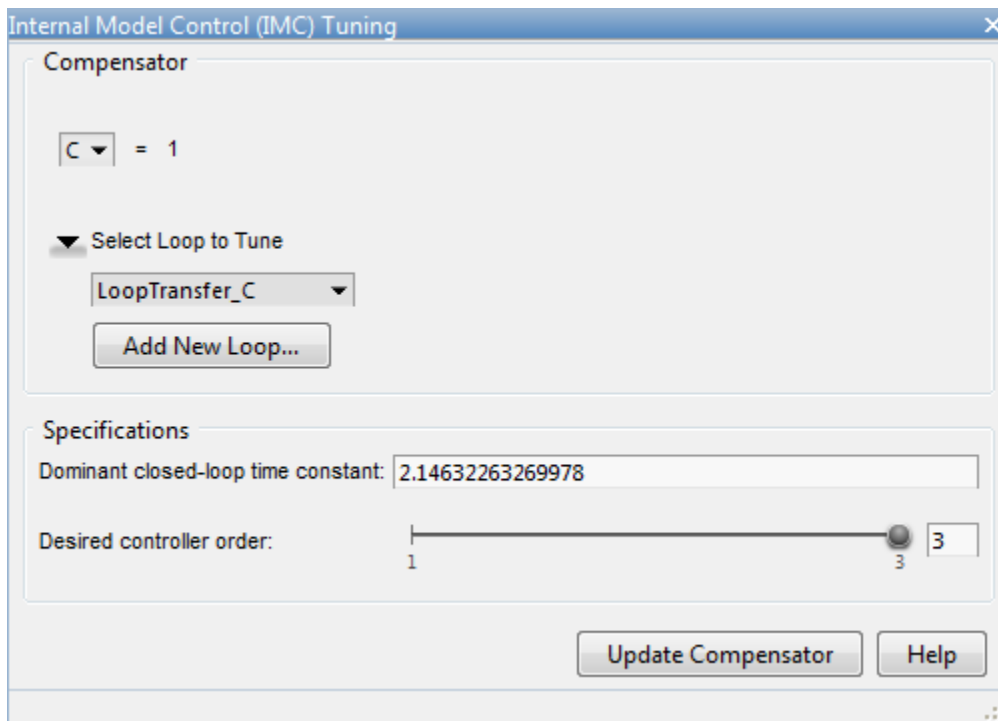 Internal Model Control (IMC) Tuning
Compensator
C = 1
Select Loop to Tune
LoopTransfer_C
Add New Loop...
Specifications
Dominant closed-loop time constant: 2.14632263269978
Desired controller order: 3
1 3
Update Compensator Help